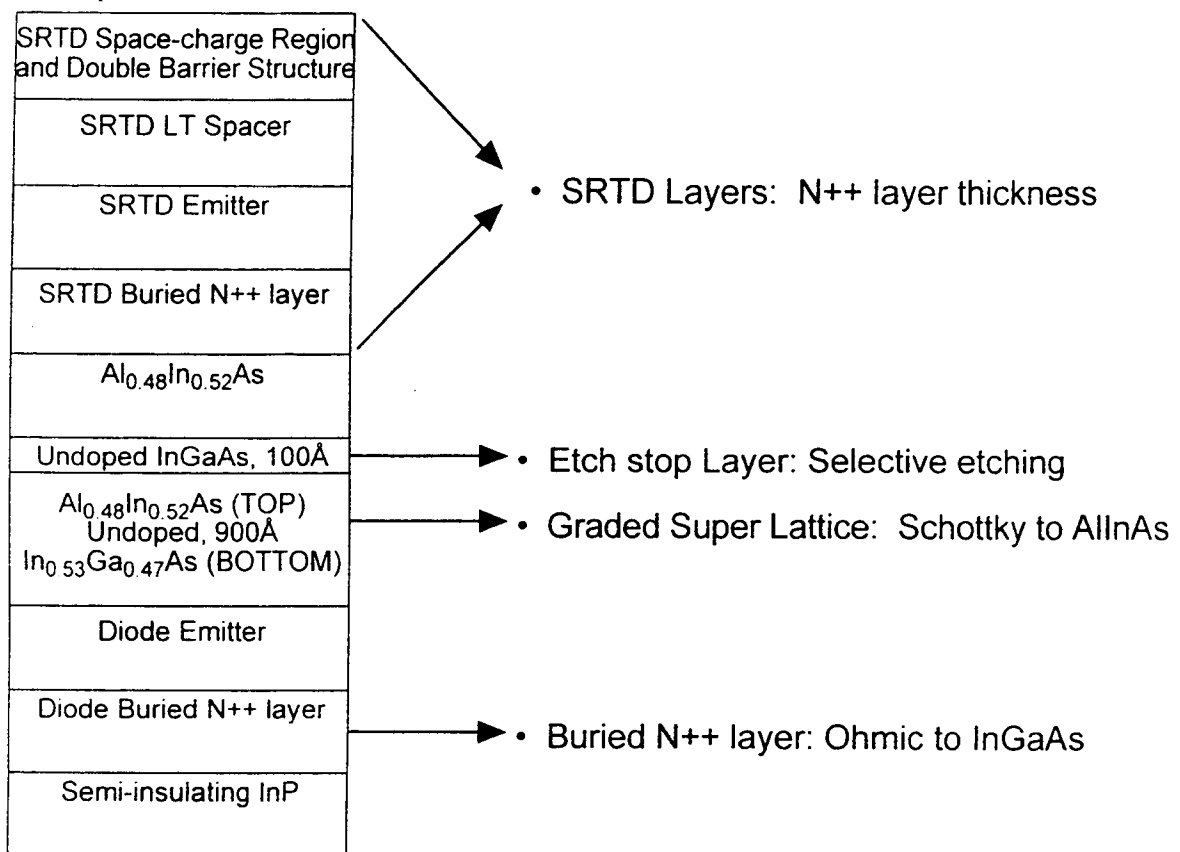 SRTD Space-charge Region
and Double Barrier Structure
SRTD LT Spacer
SRTD Emitter
SRTD Buried N++ layer
Al0.48In0.52As
Undoped InGaAs, 100Å
Al0.48In0.52As (TOP)
Undoped, 900Å
In0.53Ga0.47As (BOTTOM)
Diode Emitter
Diode Buried N++ layer
Semi-insulating InP
• SRTD Layers: N++ layer thickness
• Etch stop Layer: Selective etching
• Graded Super Lattice: Schottky to AlInAs
• Buried N++ layer: Ohmic to InGaAs